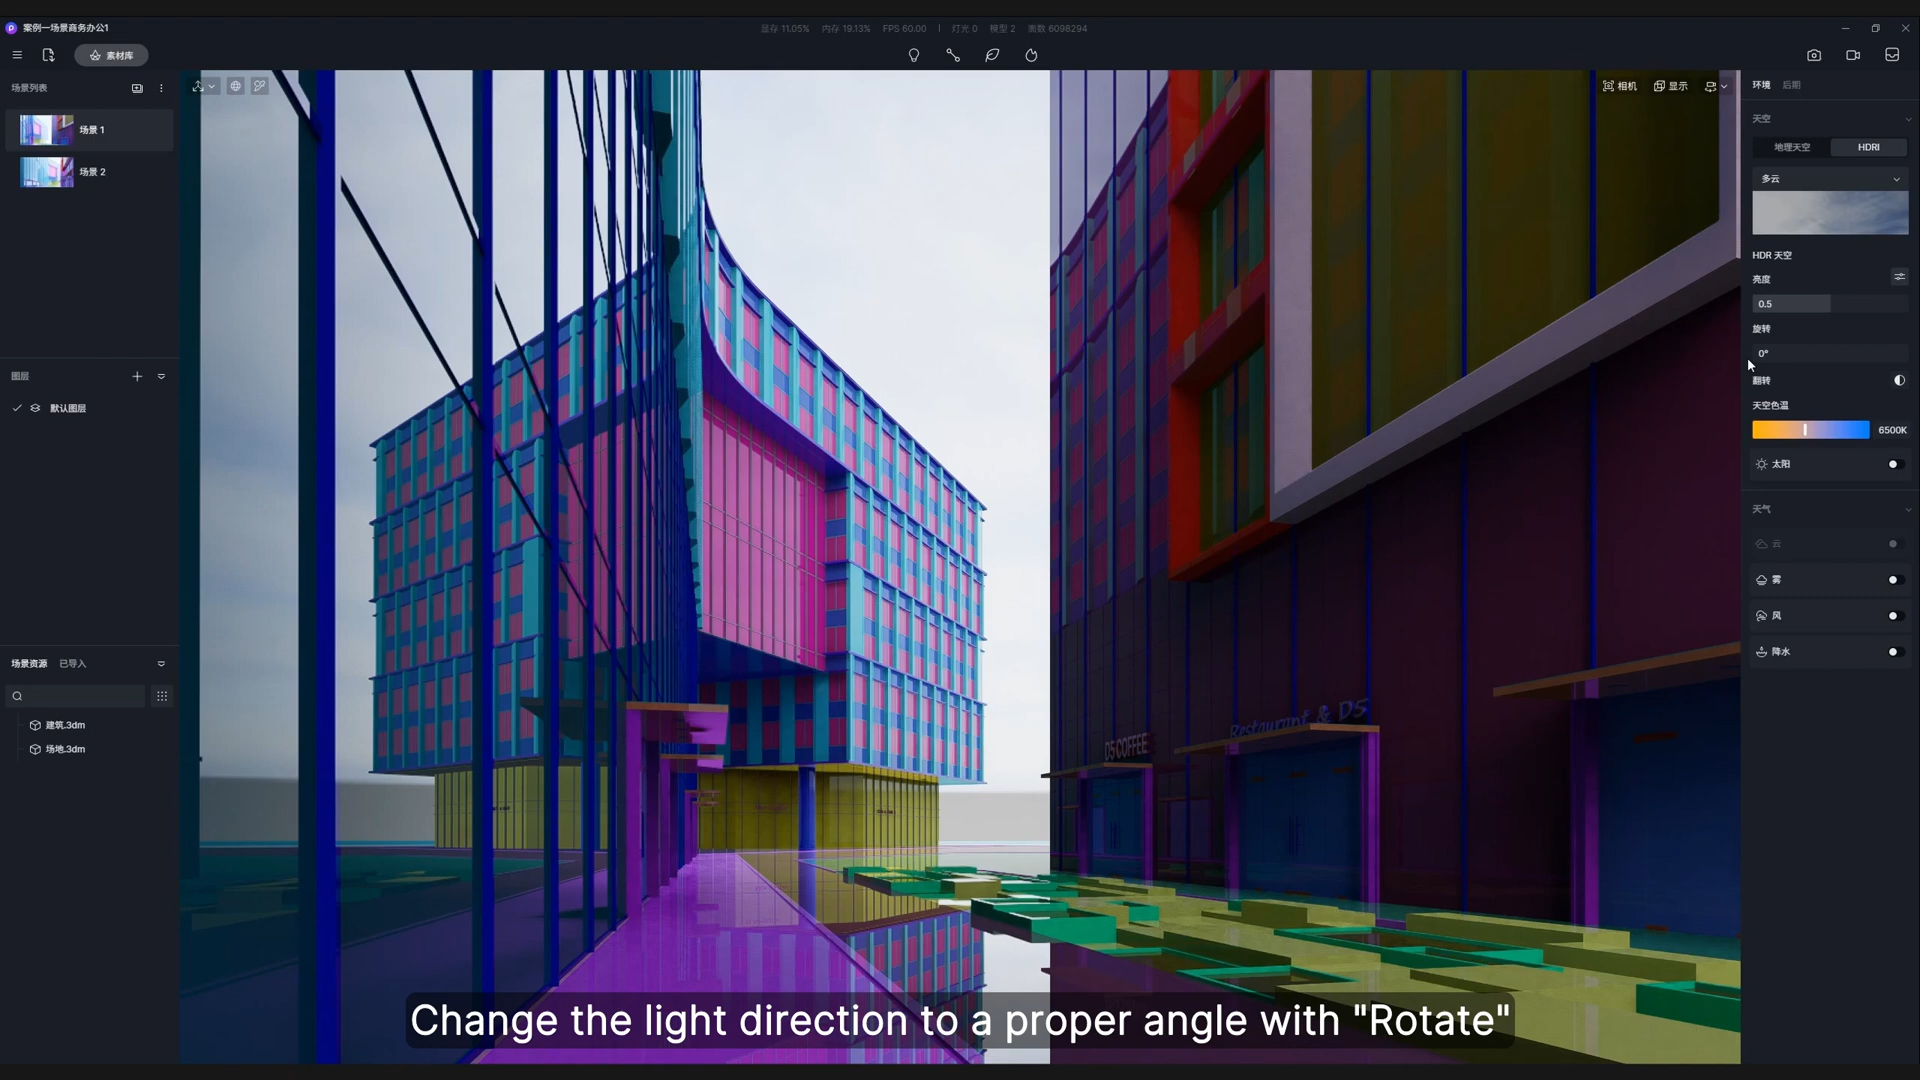 案例一场景商务办公1
显存 11.05% 内存 19.13% FPS 60.00 | 灯光 0 模型 2 面数 6098294
素材库
场景列表
场景 1
场景 2
图层
默认图层
场景资源 已导入
建筑.3dm
场地.3dm
相机 显示
环境 后期
天空
地理天空 HDRI
多云
HDR 天空
亮度
0.5
旋转
0°
翻转
天空色温
6500K
太阳
天气
云
雾
风
降水
D5 COFFEE
Restaurant & D5
Change the light direction to a proper angle with "Rotate"